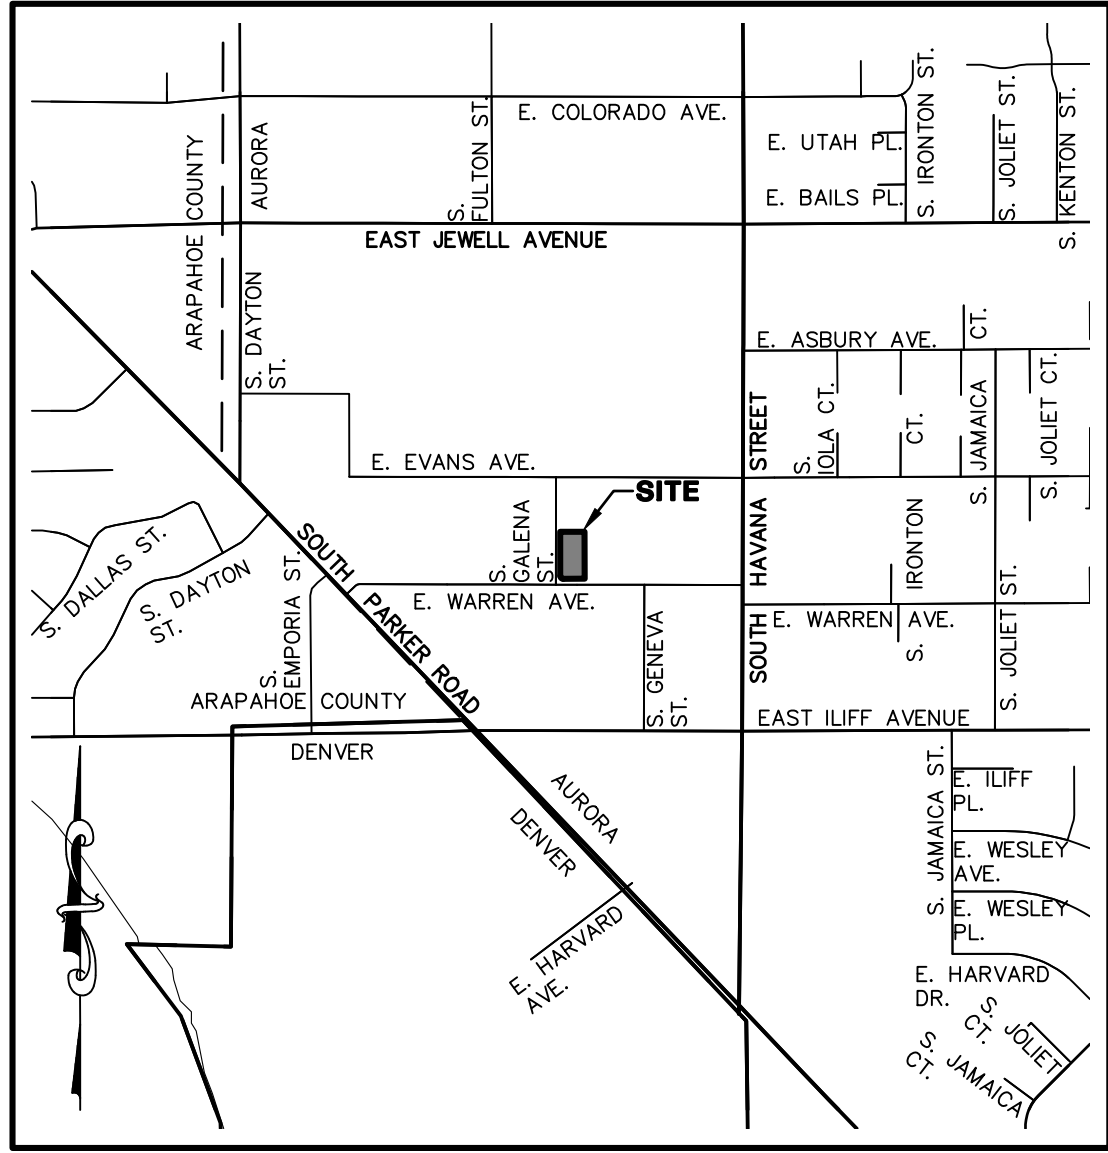 E. COLORADO AVE.
S.
FULTON ST.
AURORA
ARAPAHOE COUNTY
E. UTAH PL.
E. BAILS PL.
S. IRONTON ST.
S. JOLIET ST.
S. KENTON ST.
EAST JEWELL AVENUE
S. DAYTON
ST.
E. ASBURY AVE.
CT.
S.
IOLA CT.
CT.
S. JAMAICA
S. JOLIET CT.
E. EVANS AVE.
SITE
S.
GALENA
ST.
SOUTH HAVANA STREET
S. IRONTON
S. JOLIET ST.
S. DALLAS ST.
S. DAYTON
ST.
S.
EMPORIA ST.
SOUTH PARKER ROAD
E. WARREN AVE.
E. WARREN AVE.
S. GENEVA
ST.
ARAPAHOE COUNTY
DENVER
EAST ILIFF AVENUE
AURORA
DENVER
S. JAMAICA ST.
E. ILIFF
PL.
E. WESLEY
AVE.
E. WESLEY
PL.
E. HARVARD
AVE.
E. HARVARD
DR.
S. JOLIET
CT.
S. JAMAICA
CT.